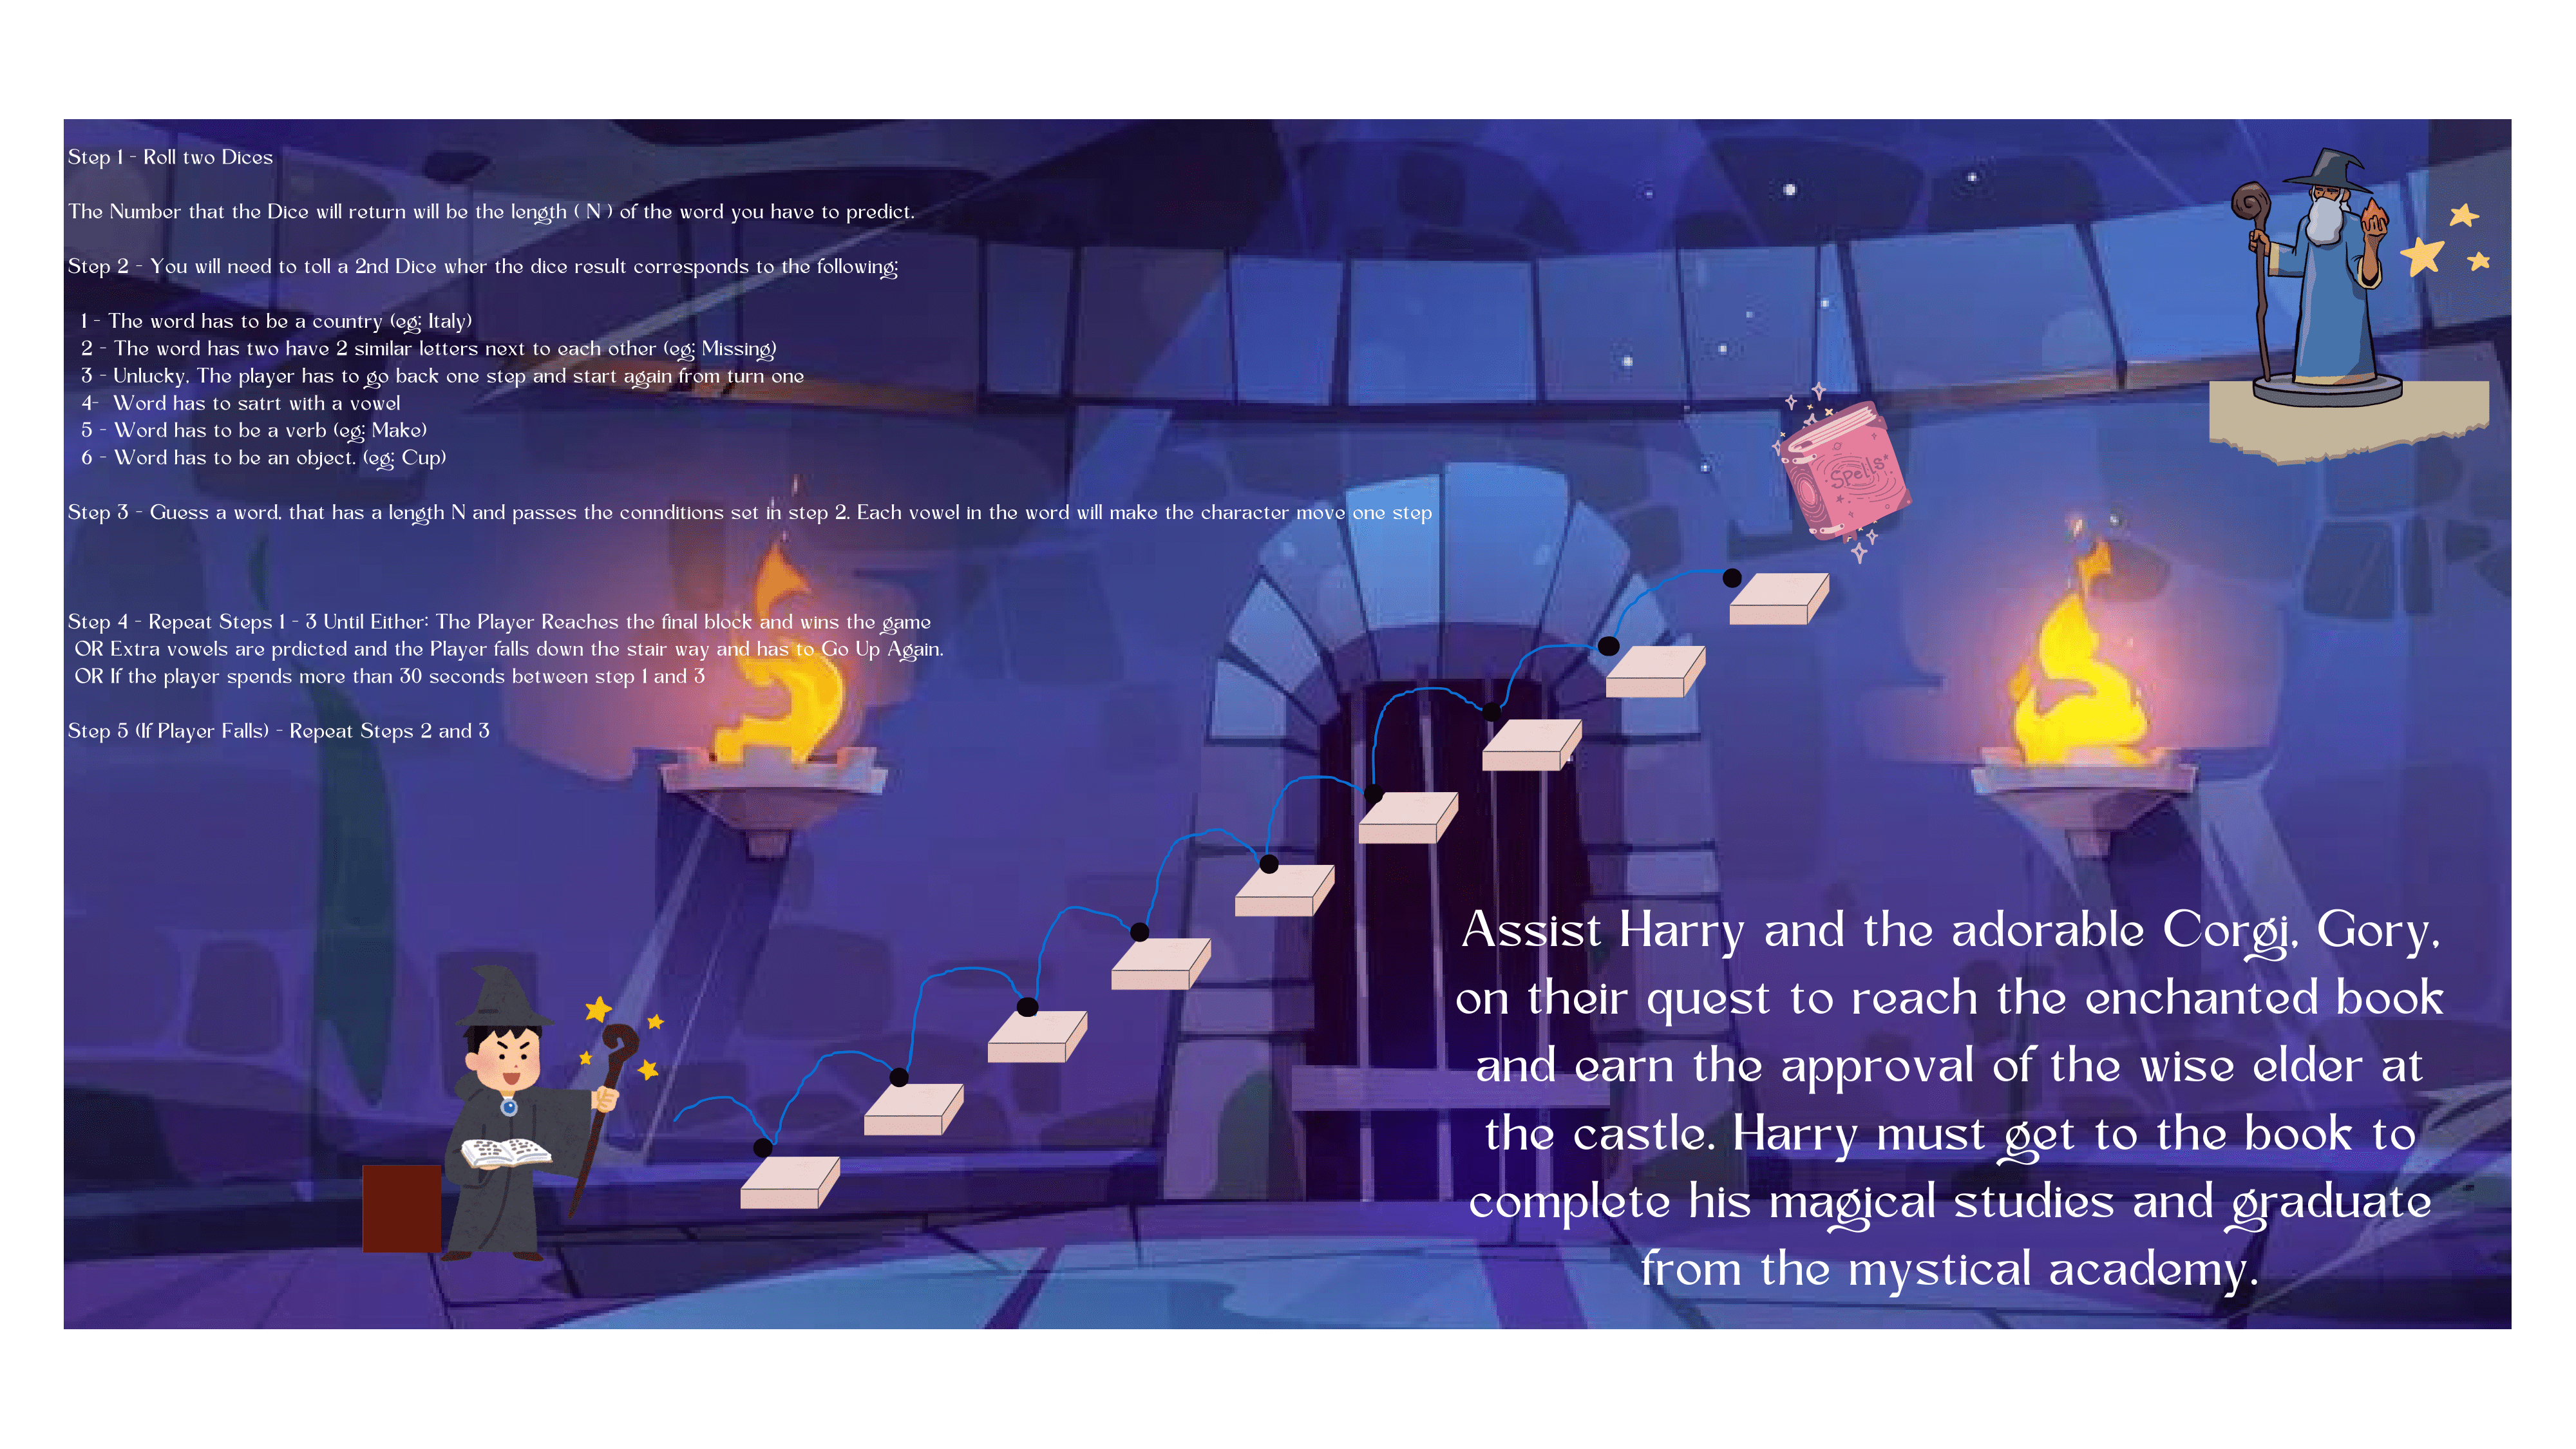 Step 1 - Roll two Dices
The Number that the Dice will return will be the length ( N ) of the word you have to predict.
Step 2 - You will need to toll a 2nd Dice wher the dice result corresponds to the following:
1 - The word has to be a country (eg: Italy)
2 - The word has two have 2 similar letters next to each other (eg: Missing)
3 - Unlucky. The player has to go back one step and start again from turn one
4- Word has to satrt with a vowel
5 - Word has to be a verb (eg: Make)
6 - Word has to be an object. (eg: Cup)
Step 3 - Guess a word, that has a length N and passes the connditions set in step 2. Each vowel in the word will make the character move one step
Step 4 - Repeat Steps 1 - 3 Until Either: The Player Reaches the final block and wins the game
OR Extra vowels are prdicted and the Player falls down the stair way and has to Go Up Again.
OR If the player spends more than 30 seconds between step 1 and 3
Step 5 (If Player Falls) - Repeat Steps 2 and 3
Spells
Assist Harry and the adorable Corgi, Gory,
on their quest to reach the enchanted book
and earn the approval of the wise elder at
the castle. Harry must get to the book to
complete his magical studies and graduate
from the mystical academy.